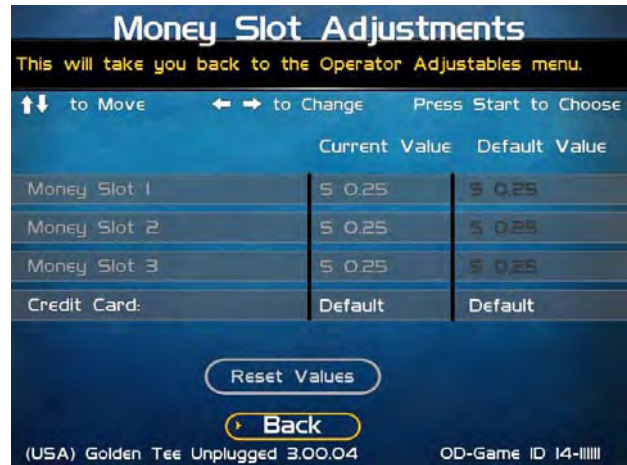 Money Slot Adjustments
This will take you back to the Operator Adjustables menu.
to Move to Change Press Start to Choose
Current Value Default Value
Money Slot 1 $ 0.25 $ 0.25
Money Slot 2 $ 0.25 $ 0.25
Money Slot 3 $ 0.25 $ 0.25
Credit Card: Default Default
Reset Values
Back
(USA) Golden Tee Unplugged 3.00.04 OD-Game ID 14-111111